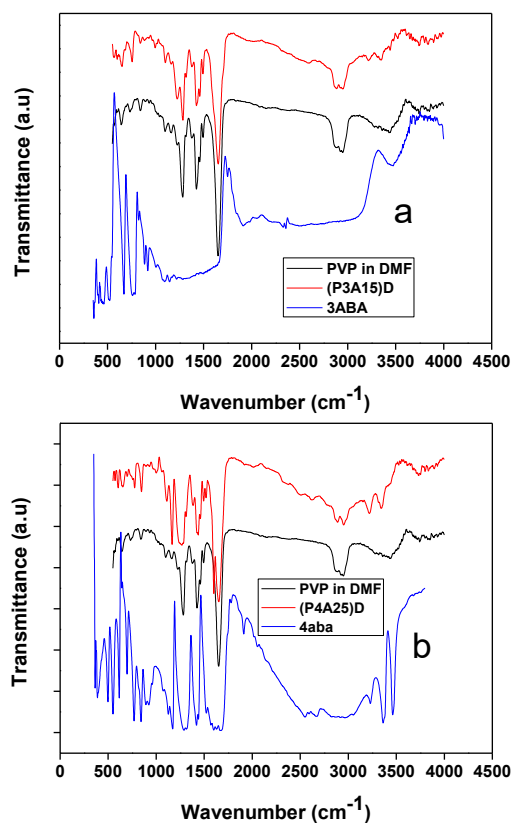 Transmittance (a.u)
a
PVP in DMF
(P3A15)D
3ABA
0 500 1000 1500 2000 2500 3000 3500 4000 4500
Wavenumber (cm-1)
Transmittance (a.u)
PVP in DMF
(P4A25)D
4aba
b
0 500 1000 1500 2000 2500 3000 3500 4000 4500
Wavenumber (cm-1)